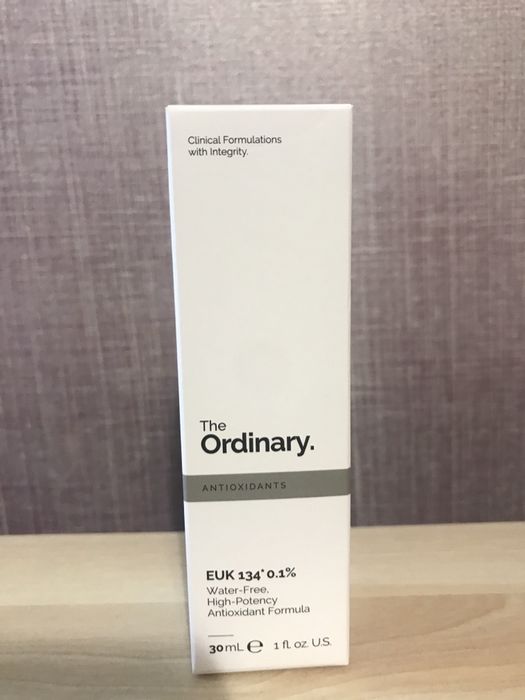 Clinical Formulations
with Integrity.
The
Ordinary.
ANTIOXIDANTS
EUK 134* 0.1%
Water-Free,
High-Potency
Antioxidant Formula
30mL ℮ 1 fl. oz. U.S.